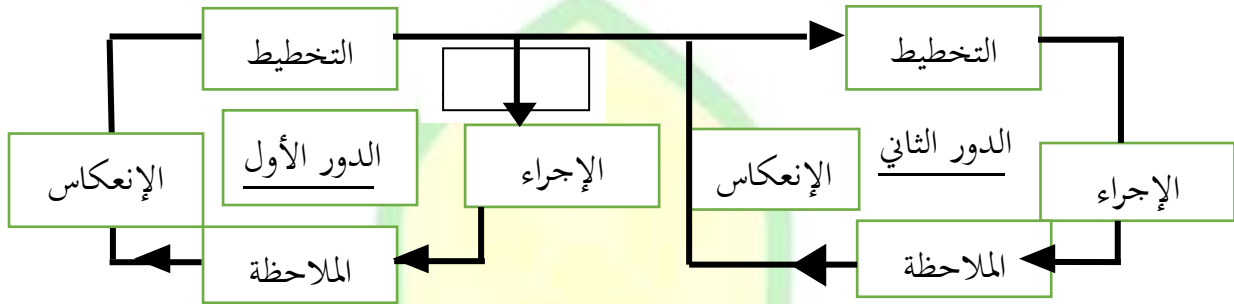 التخطيط
التخطيط
الدور الأول
الدور الثاني
الإنعكاس
الإجراء
الإنعكاس
الإجراء
الملاحظة
الملاحظة